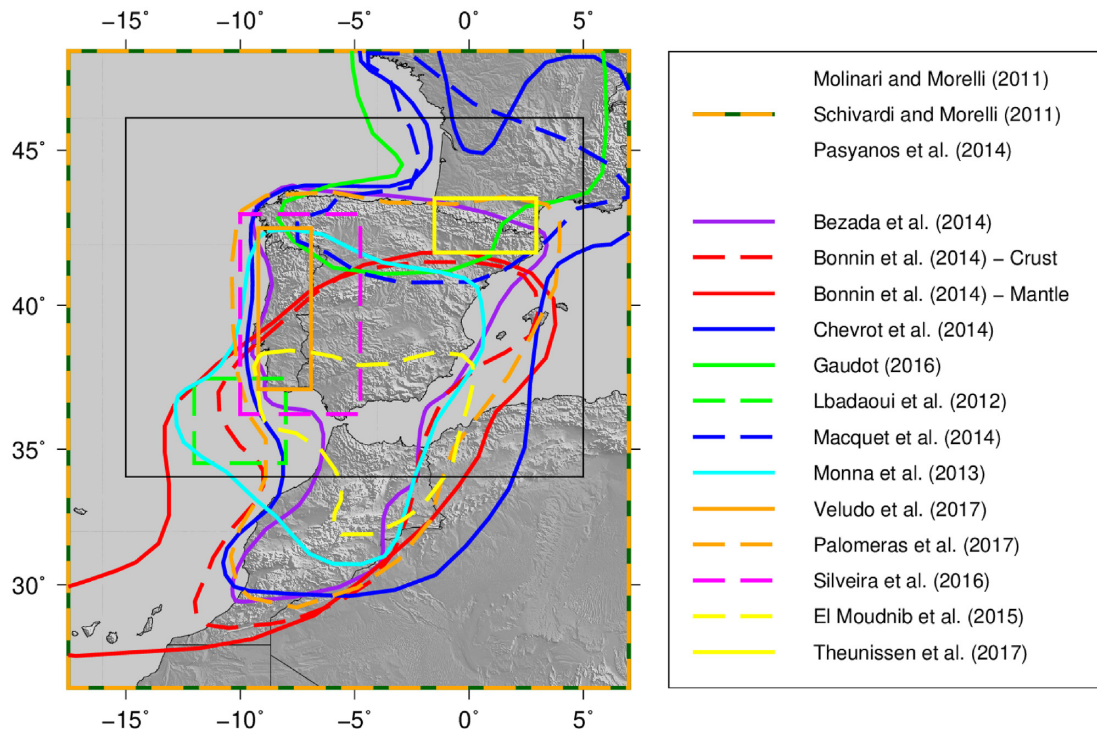 −15˚ −10˚ −5˚ 0˚ 5˚
45˚
40˚
35˚
30˚
−15˚ −10˚ −5˚ 0˚ 5˚
Molinari and Morelli (2011)
Schivardi and Morelli (2011)
Pasyanos et al. (2014)
Bezada et al. (2014)
Bonnin et al. (2014) − Crust
Bonnin et al. (2014) − Mantle
Chevrot et al. (2014)
Gaudot (2016)
Lbadaoui et al. (2012)
Macquet et al. (2014)
Monna et al. (2013)
Veludo et al. (2017)
Palomeras et al. (2017)
Silveira et al. (2016)
El Moudnib et al. (2015)
Theunissen et al. (2017)